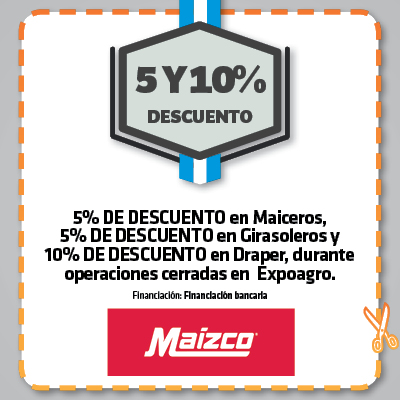 5 Y 10%
DESCUENTO
5% DE DESCUENTO en Maiceros,
5% DE DESCUENTO en Girasoleros y
10% DE DESCUENTO en Draper, durante
operaciones cerradas en Expoagro.
Financiación: Financiación bancaria
Maizco